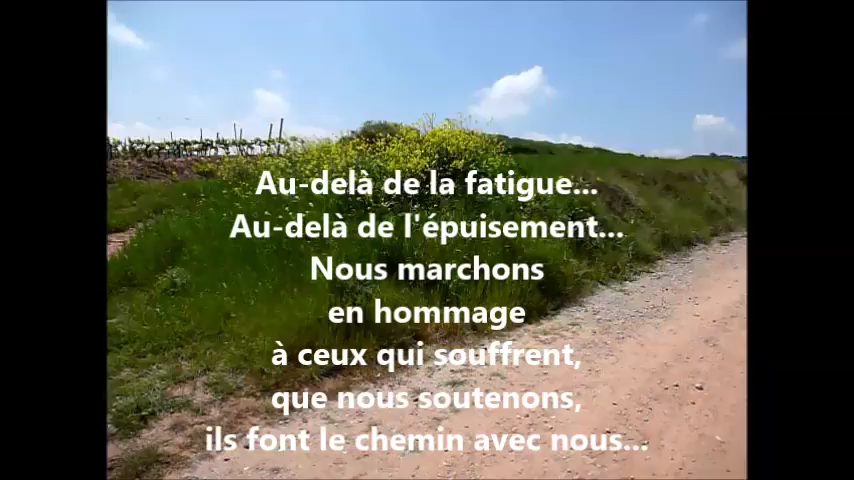 Au-delà de la fatigue...
Au-delà de l'épuisement...
Nous marchons
en hommage
à ceux qui souffrent,
que nous soutenons,
ils font le chemin avec nous...